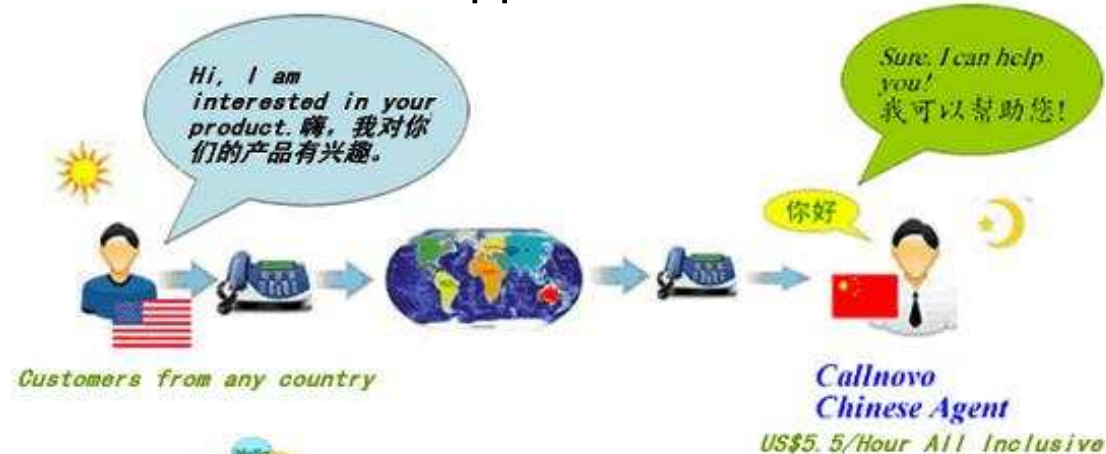 Hi, I am
interested in your
product.嗨，我对你
们的产品有兴趣。
Sure. I can help
you!
我可以幫助您!
你好
Customers from any country
Callnovo
Chinese Agent
US$5.5/Hour All Inclusive